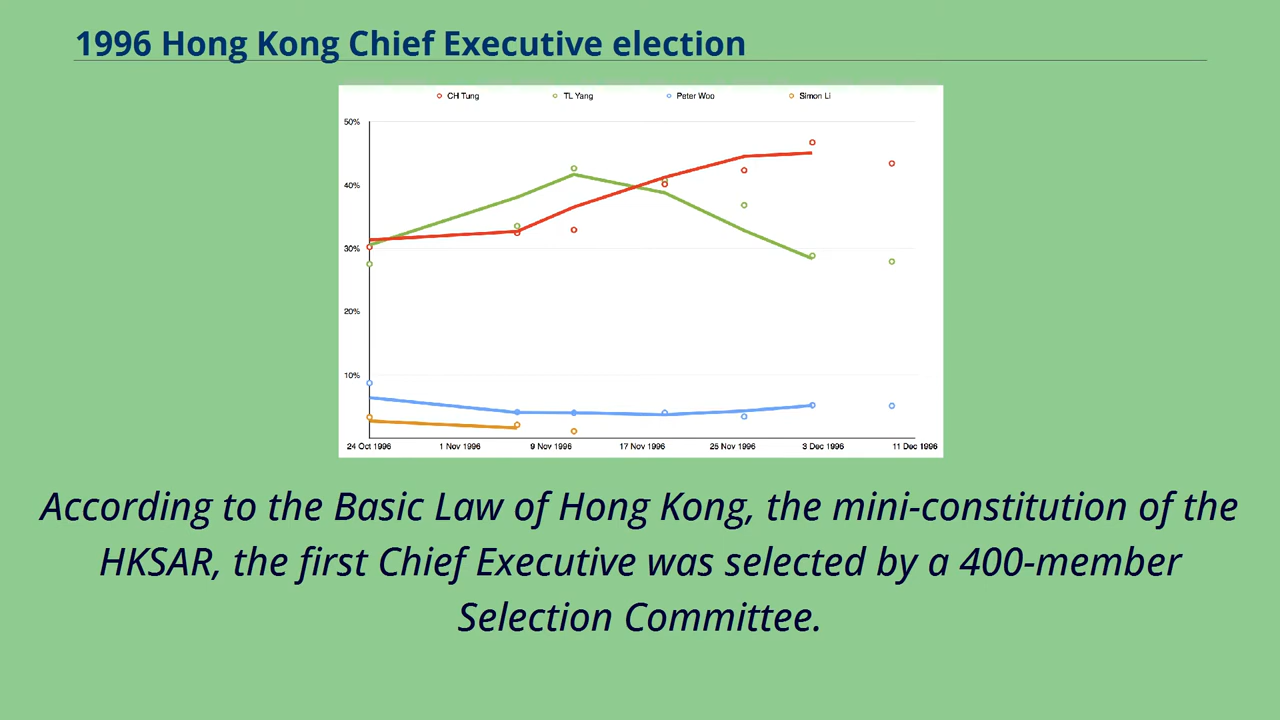 1996 Hong Kong Chief Executive election
CH Tung TL Yang Peter Woo Simon Li
50%
40%
30%
20%
10%
24 Oct 1996 1 Nov 1996 9 Nov 1996 17 Nov 1996 25 Nov 1996 3 Dec 1996 11 Dec 1996
According to the Basic Law of Hong Kong, the mini-constitution of the
HKSAR, the first Chief Executive was selected by a 400-member
Selection Committee.